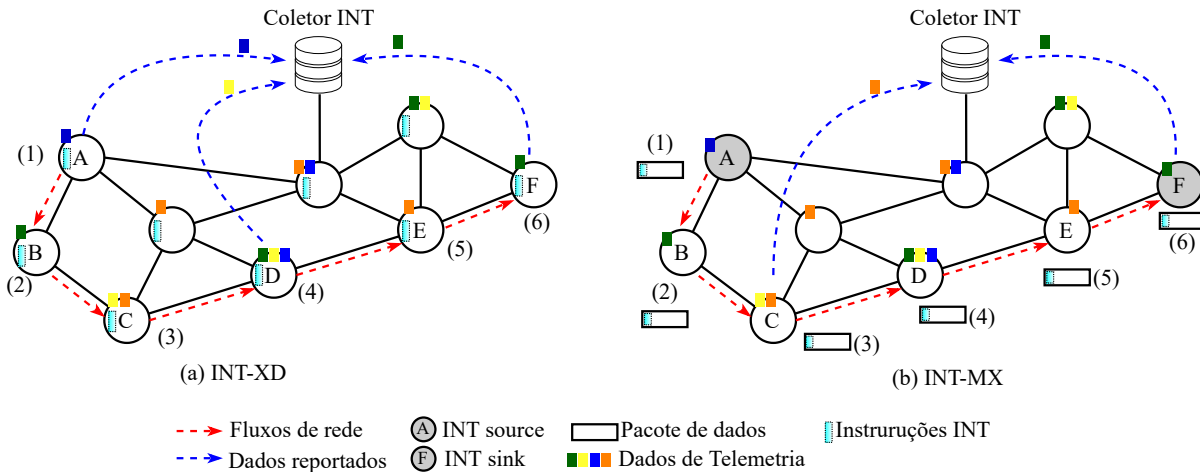 Coletor INT
(1)
A
B
(2)
C
(3)
D
(4)
E
(5)
F
(6)
(a) INT-XD
Coletor INT
(1)
A
B
(2)
C
(3)
D
(4)
E
(5)
F
(6)
(b) INT-MX
Fluxos de rede
A INT source
Pacote de dados
Instruruções INT
Dados reportados
F INT sink
Dados de Telemetria